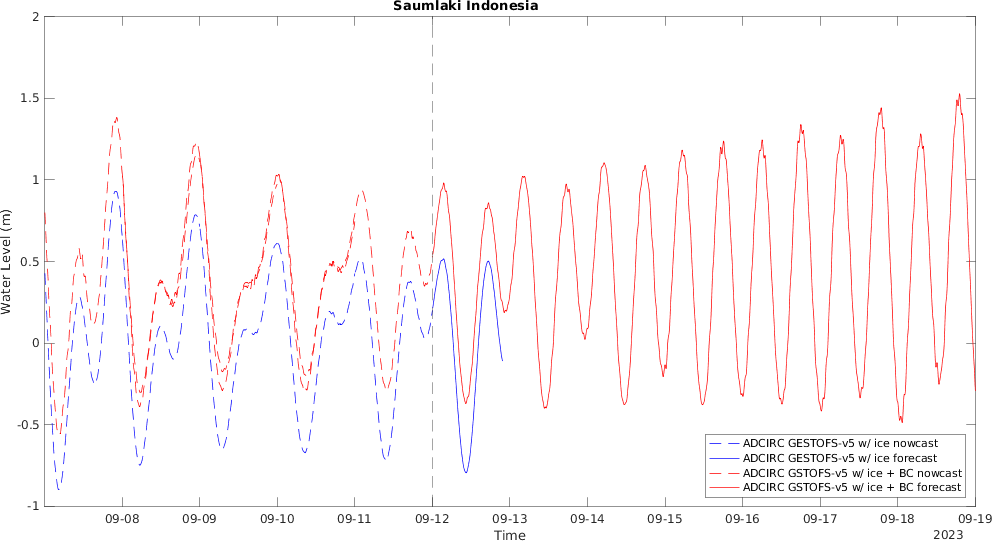 Saumlaki Indonesia
2
1.5
1
0.5
0
-0.5
-1
Water Level (m)
ADCIRC GESTOFS-v5 w/ ice nowcast
ADCIRC GESTOFS-v5 w/ ice forecast
ADCIRC GSTOFS-v5 w/ ice + BC nowcast
ADCIRC GSTOFS-v5 w/ ice + BC forecast
09-08 09-09 09-10 09-11 09-12 09-13 09-14 09-15 09-16 09-17 09-18 09-19
Time
2023